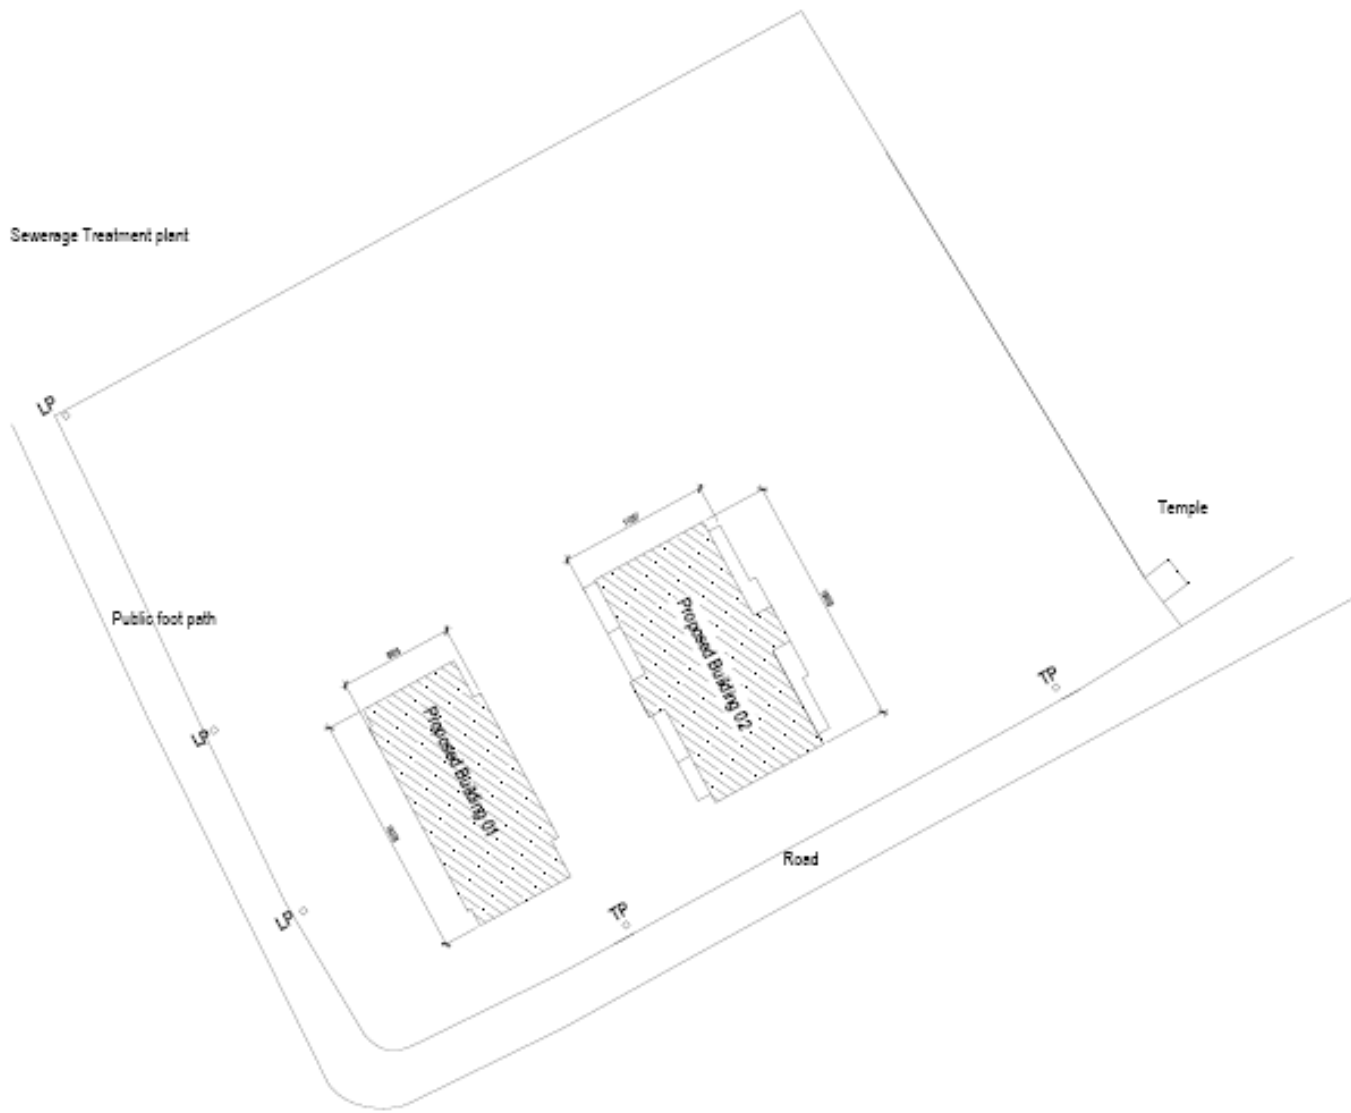 Sewerage Treatment plant
LP
Temple
Public foot path
Proposed Building 02
TP
LP
Proposed Building 01
Road
LP
TP